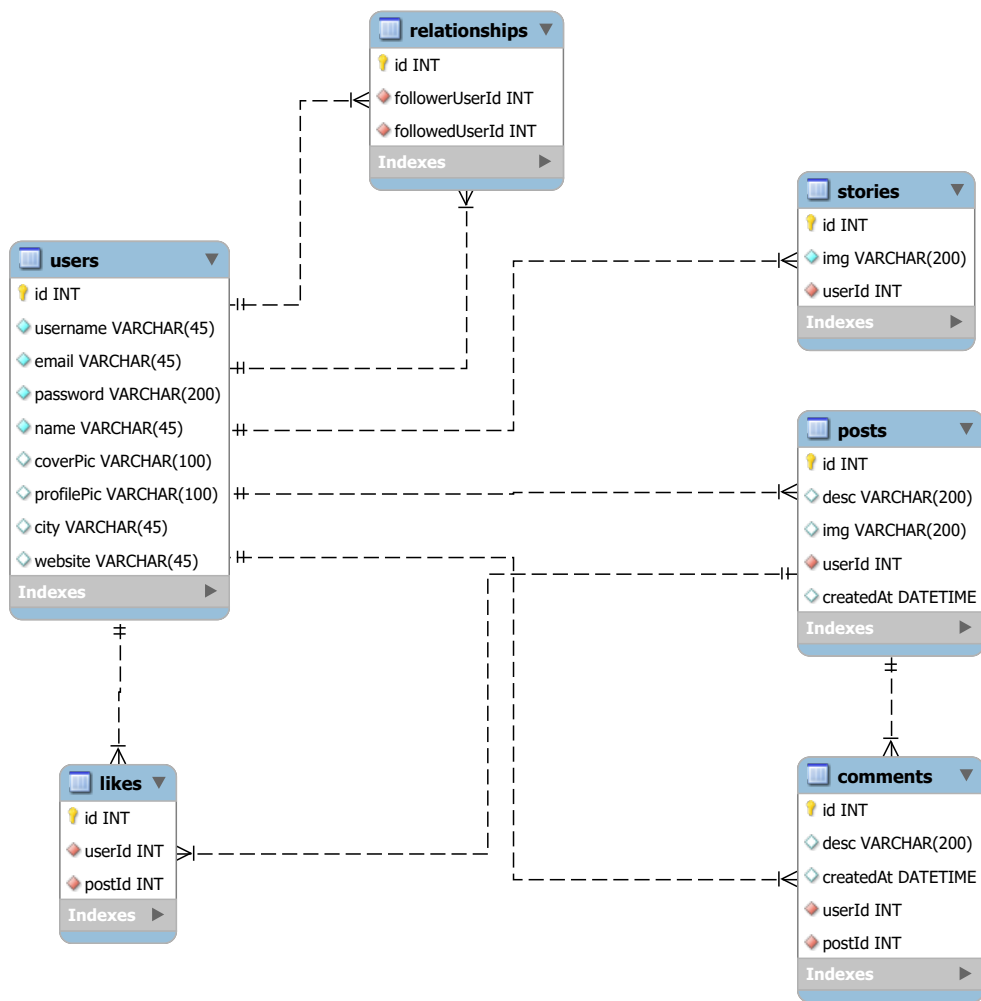 relationships
id INT
followerUserId INT
followedUserId INT
Indexes
stories
id INT
img VARCHAR(200)
userId INT
Indexes
users
id INT
username VARCHAR(45)
email VARCHAR(45)
password VARCHAR(200)
name VARCHAR(45)
coverPic VARCHAR(100)
profilePic VARCHAR(100)
city VARCHAR(45)
website VARCHAR(45)
Indexes
posts
id INT
desc VARCHAR(200)
img VARCHAR(200)
userId INT
createdAt DATETIME
Indexes
likes
id INT
userId INT
postId INT
Indexes
comments
id INT
desc VARCHAR(200)
createdAt DATETIME
userId INT
postId INT
Indexes